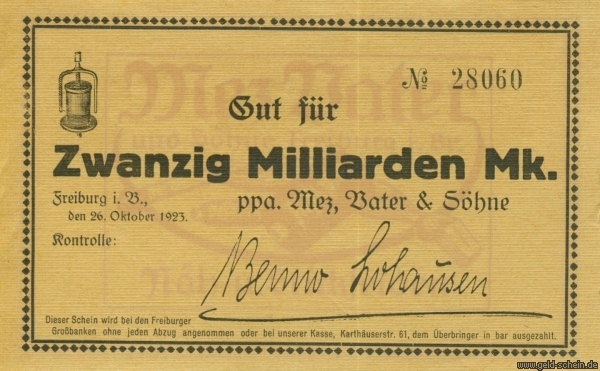 № 28060
Gut für
Zwanzig Milliarden Mk.
Freiburg i. B.,
den 26. Oktober 1923.
ppa. Mez, Vater & Söhne
Kontrolle:
Benno Lohausen
Dieser Schein wird bei den Freiburger
Großbanken ohne jeden Abzug angenommen oder bei unserer Kasse, Karthäuserstr. 61, dem Überbringer in bar ausgezahlt.
www.geld-schein.de